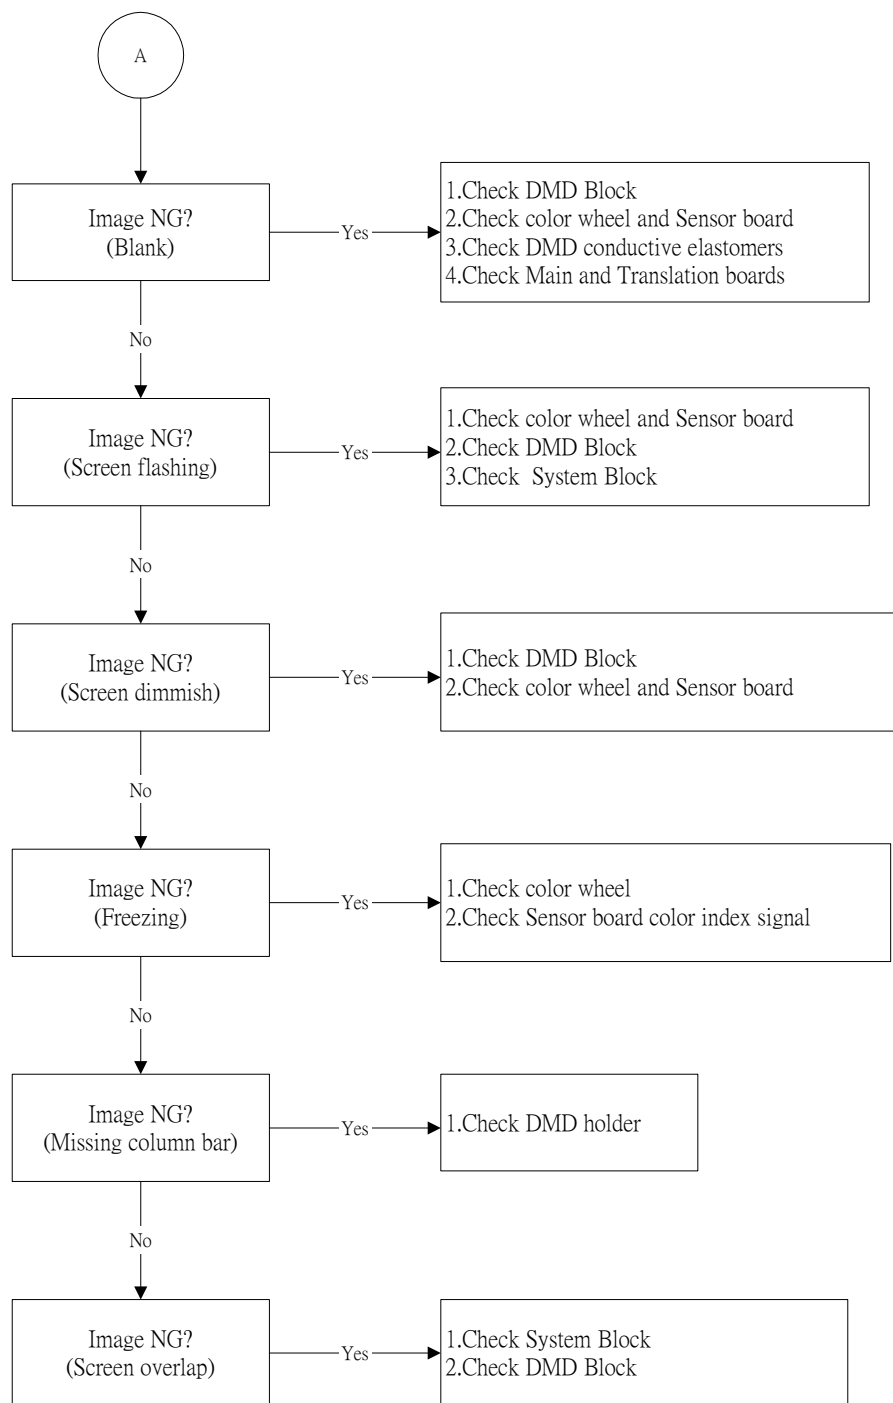 A
Image NG?
(Blank)
Yes
1.Check DMD Block
2.Check color wheel and Sensor board
3.Check DMD conductive elastomers
4.Check Main and Translation boards
No
Image NG?
(Screen flashing)
Yes
1.Check color wheel and Sensor board
2.Check DMD Block
3.Check  System Block
No
Image NG?
(Screen dimmish)
Yes
1.Check DMD Block
2.Check color wheel and Sensor board
No
Image NG?
(Freezing)
Yes
1.Check color wheel
2.Check Sensor board color index signal
No
Image NG?
(Missing column bar)
Yes
1.Check DMD holder
No
Image NG?
(Screen overlap)
Yes
1.Check System Block
2.Check DMD Block